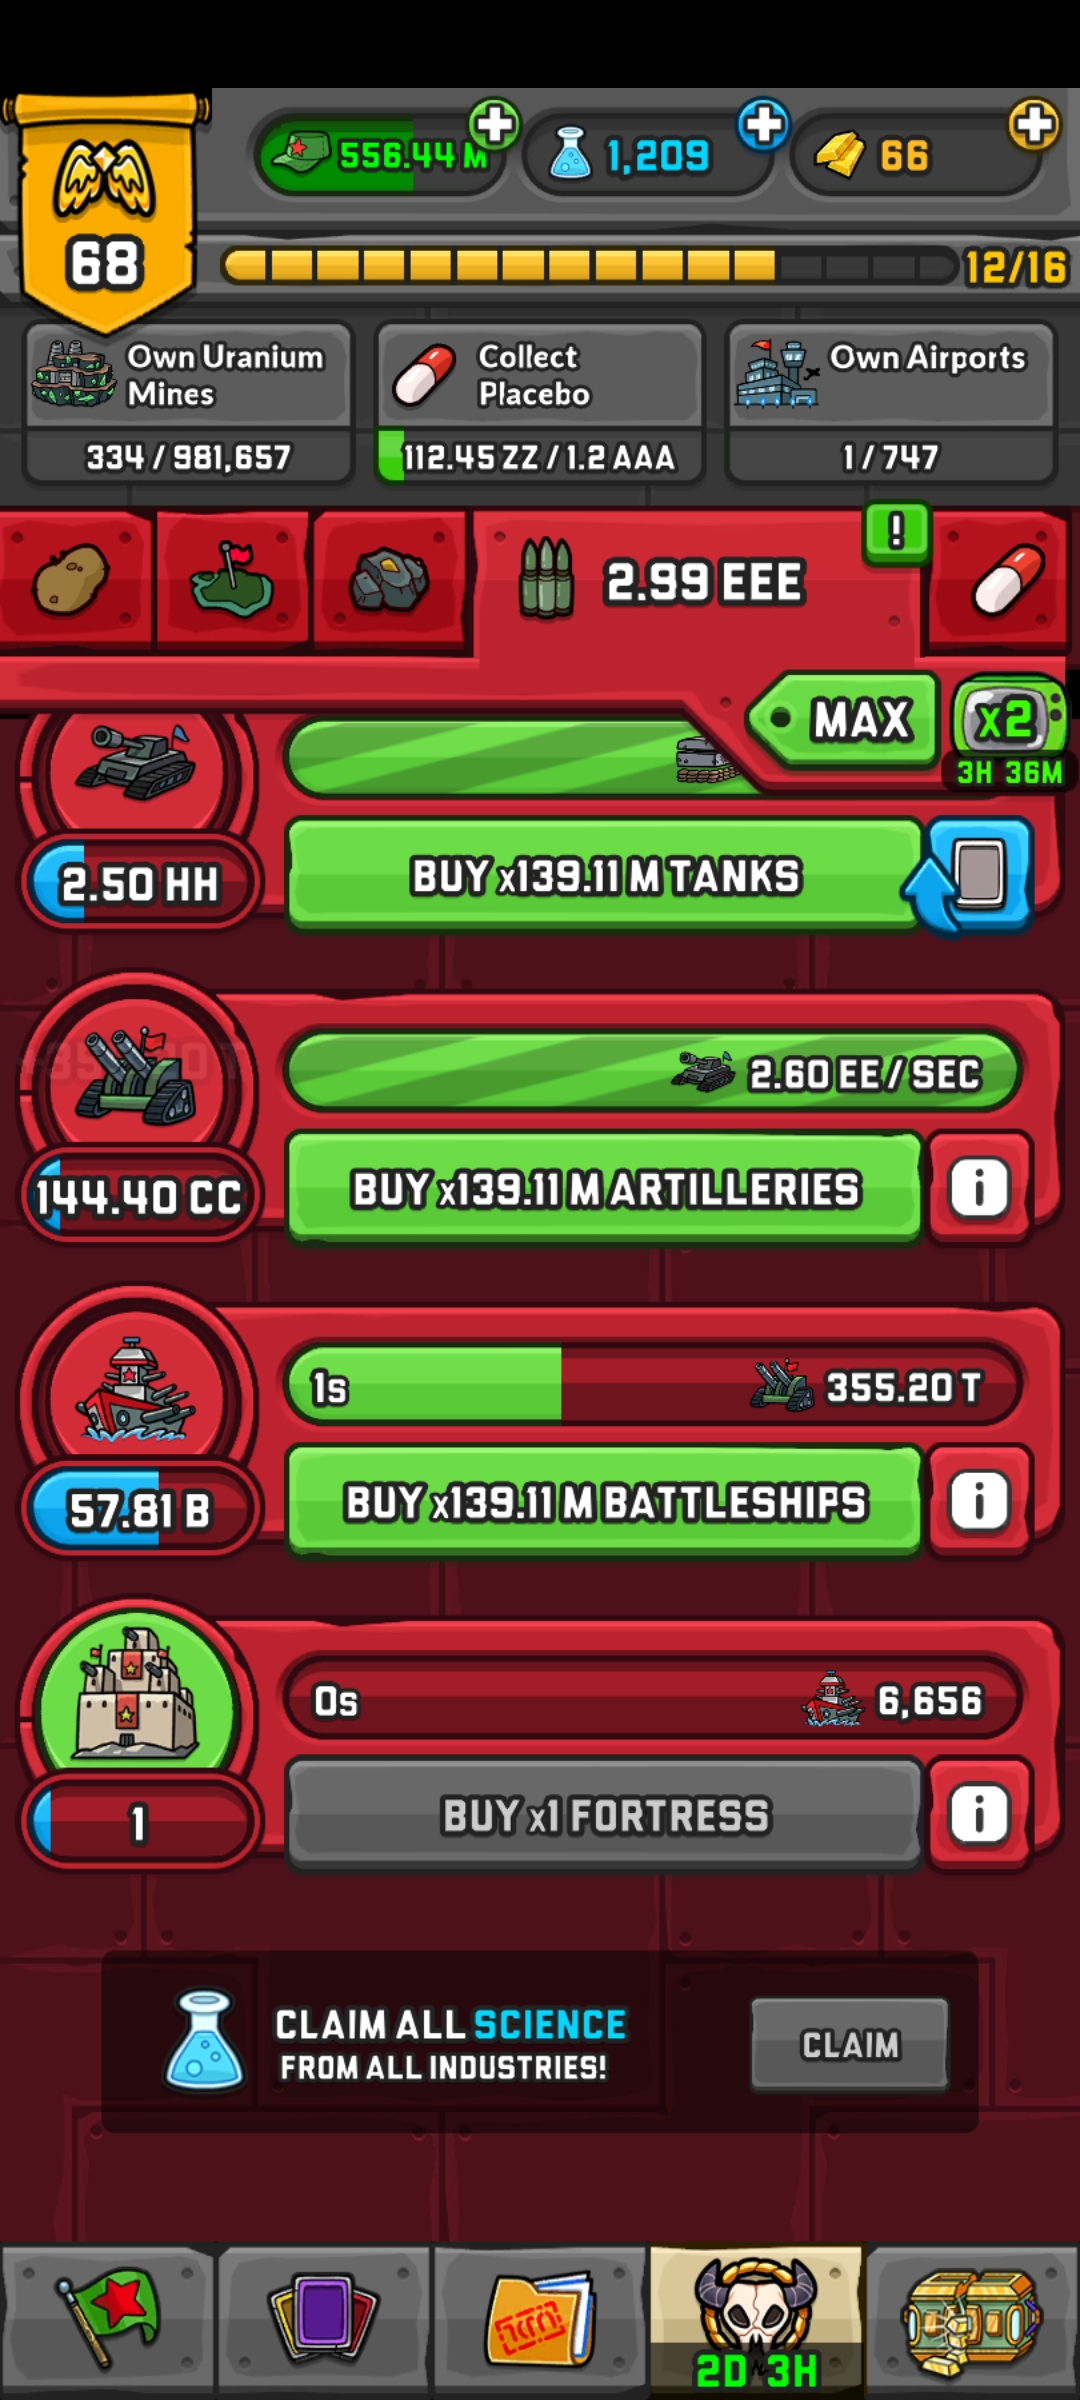 556.44 M
1,209
66
68
12/16
Own Uranium
Mines
334 / 981,657
Collect
Placebo
112.45 ZZ / 1.2 AAA
Own Airports
1 / 747
2.99 EEE
!
MAX
x2
3H 36M
2.50 HH
BUY x139.11 M TANKS
2.60 EE / SEC
144.40 CC
BUY x139.11 M ARTILLERIES
i
1s
355.20 T
57.81 B
BUY x139.11 M BATTLESHIPS
i
0s
6,656
1
BUY x1 FORTRESS
i
CLAIM ALL SCIENCE
FROM ALL INDUSTRIES!
CLAIM
2D 3H